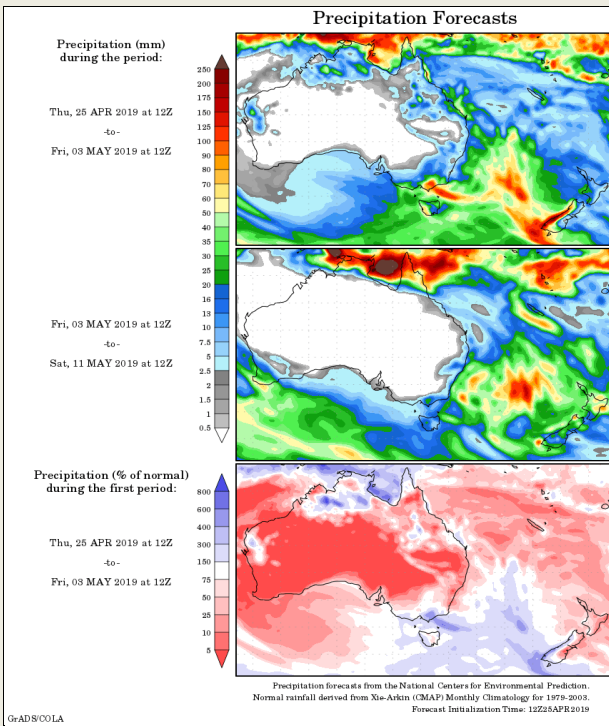 Precipitation Forecasts
Precipitation (mm)
during the period:
Thu, 25 APR 2019 at 12Z
-to-
Fri, 03 MAY 2019 at 12Z
250
200
175
150
125
100
90
80
70
60
50
40
35
30
25
20
16
13
10
7.5
5
2.5
2
1.5
1
0.5
Fri, 03 MAY 2019 at 12Z
-to-
Sat, 11 MAY 2019 at 12Z
Precipitation (% of normal)
during the first period:
Thu, 25 APR 2019 at 12Z
-to-
Fri, 03 MAY 2019 at 12Z
800
600
400
300
150
75
50
25
10
5
Precipitation forecasts from the National Centers for Environmental Prediction.
Normal rainfall derived from Xie-Arkin (CMAP) Monthly Climatology for 1979-2003.
Forecast Initialization Time: 12Z25APR2019
GrADS/COLA